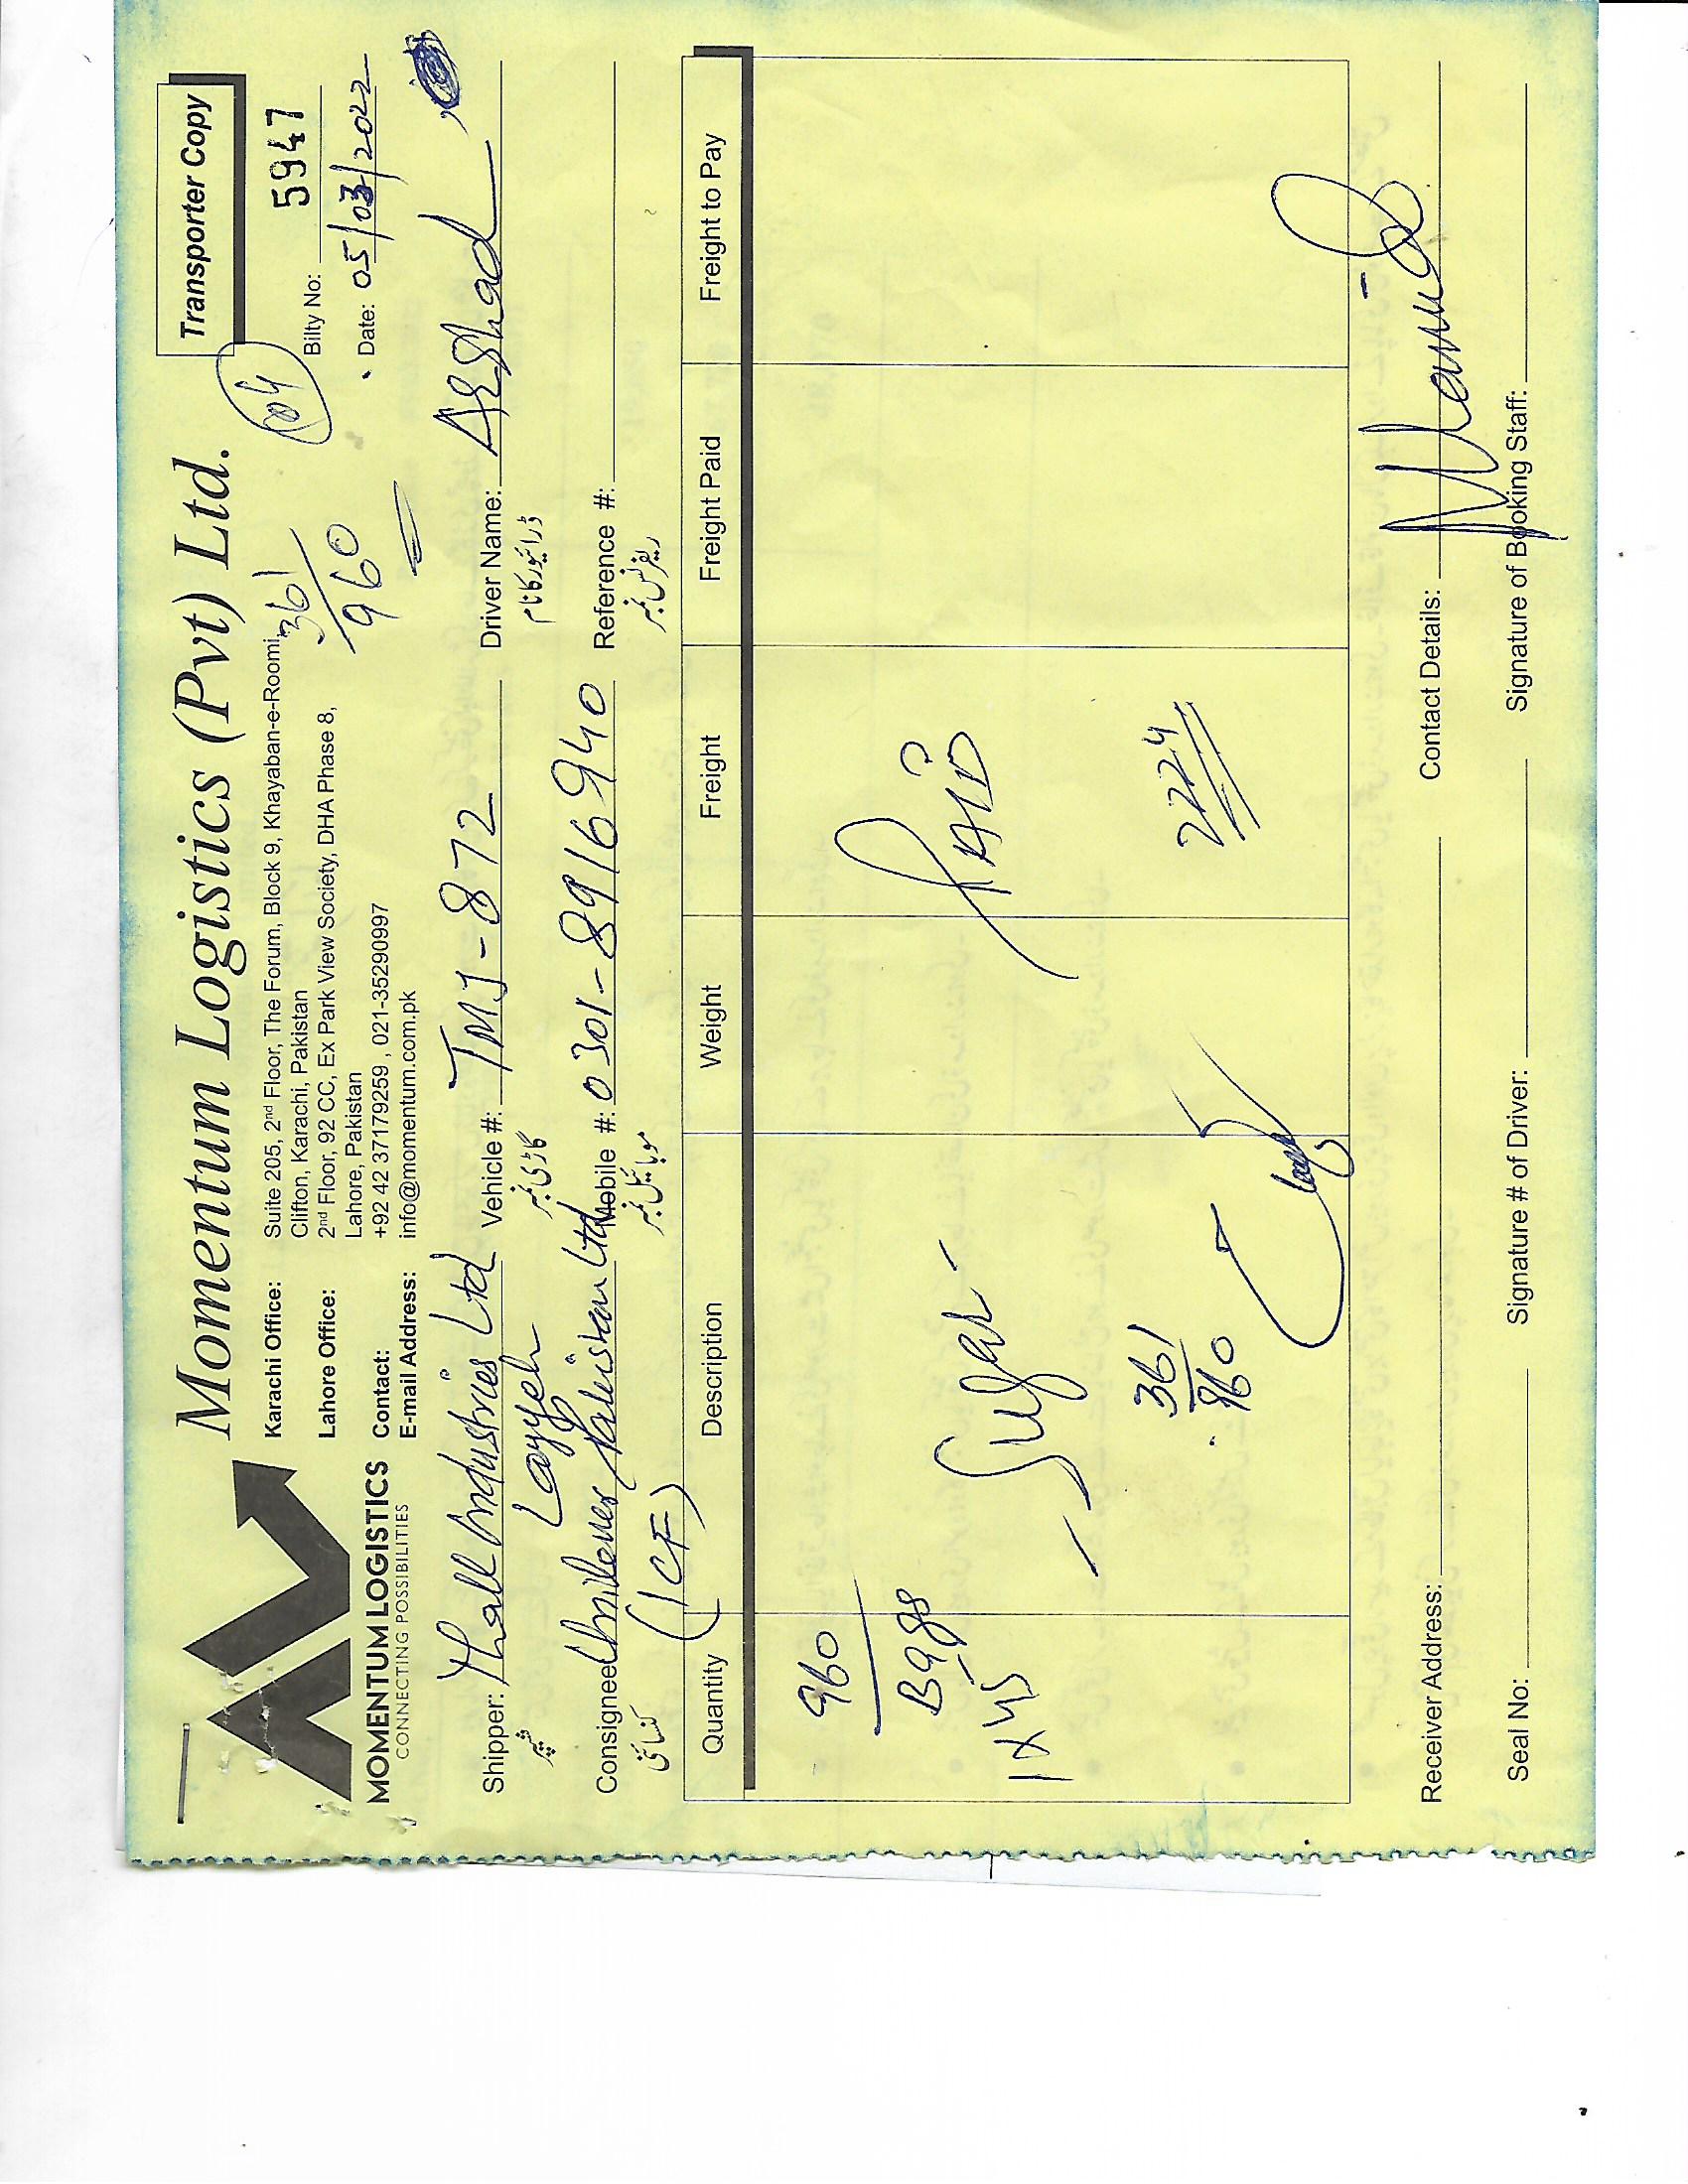 Momentum Logistics (Pvt) Ltd.
Transporter Copy
MOMENTUM LOGISTICS
CONNECTING POSSIBILITIES
Karachi Office: Suite 205, 2nd Floor, The Forum, Block 9, Khayaban-e-Roomi,
Clifton, Karachi, Pakistan
Lahore Office: 2nd Floor, 92 CC, Ex Park View Society, DHA Phase 8,
Lahore, Pakistan
Contact: +92 42 37179259 , 021-35290997
E-mail Address: info@momentum.com.pk
361
960
04
Bilty No: 5947
Date: 05/03/2022
Shipper: Thall Industries Ltd Vehicle #: TMJ-872 Driver Name: Arshad
Layyah
شپر گاڑی نمبر ڈرائیور کا نام
Consignee Unilever Pakistan Ltd Mobile #: 0301-8916940 Reference #:
(ICF)
کنسائنی موبائیل نمبر ریفرنس نمبر
Quantity Description Weight Freight Freight Paid Freight to Pay
960
Bags
1x45
- Sugar -
PAID
361
960
2224
Receiver Address: Contact Details:
Seal No: Signature # of Driver: Signature of Booking Staff: